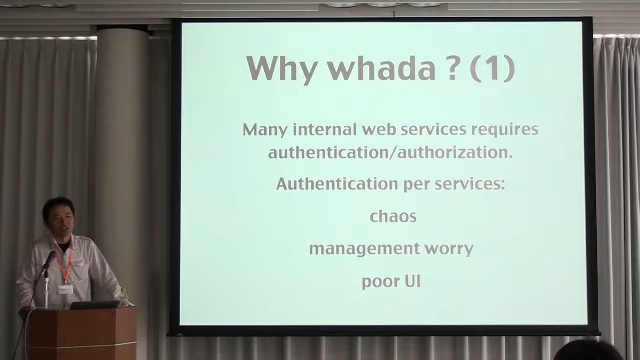 Why whada ? (1)
Many internal web services requires
authentication/authorization.
Authentication per services:
chaos
management worry
poor UI